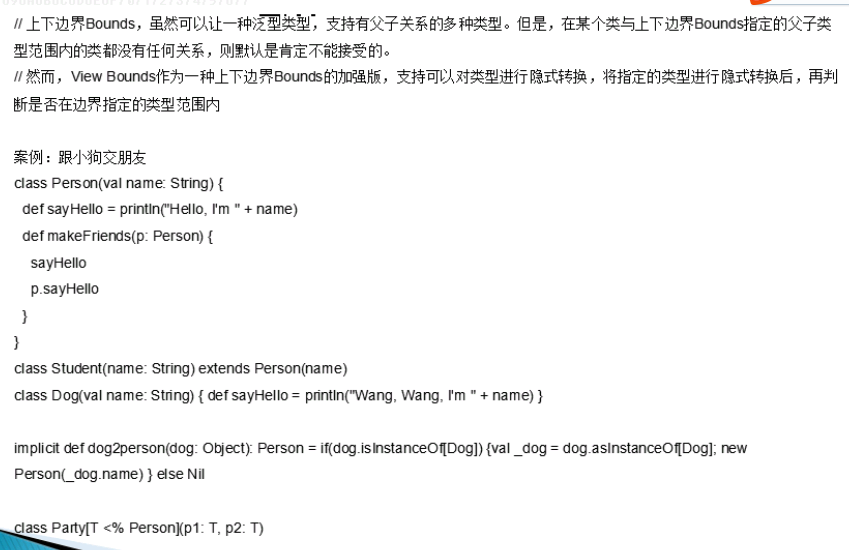 // 上下边界Bounds，虽然可以让一种泛型类型，支持有父子关系的多种类型。但是，在某个类与上下边界Bounds指定的父子类
型范围内的类都没有任何关系，则默认是肯定不能接受的。
// 然而，View Bounds作为一种上下边界Bounds的加强版，支持可以对类型进行隐式转换，将指定的类型进行隐式转换后，再判
断是否在边界指定的类型范围内
案例：跟小狗交朋友
class Person(val name: String) {
def sayHello = println("Hello, I'm " + name)
def makeFriends(p: Person) {
sayHello
p.sayHello
}
}
class Student(name: String) extends Person(name)
class Dog(val name: String) { def sayHello = println("Wang, Wang, I'm " + name) }
implicit def dog2person(dog: Object): Person = if(dog.isInstanceOf[Dog]) {val _dog = dog.asInstanceOf[Dog]; new
Person(_dog.name) } else Nil
class Party[T <% Person](p1: T, p2: T)